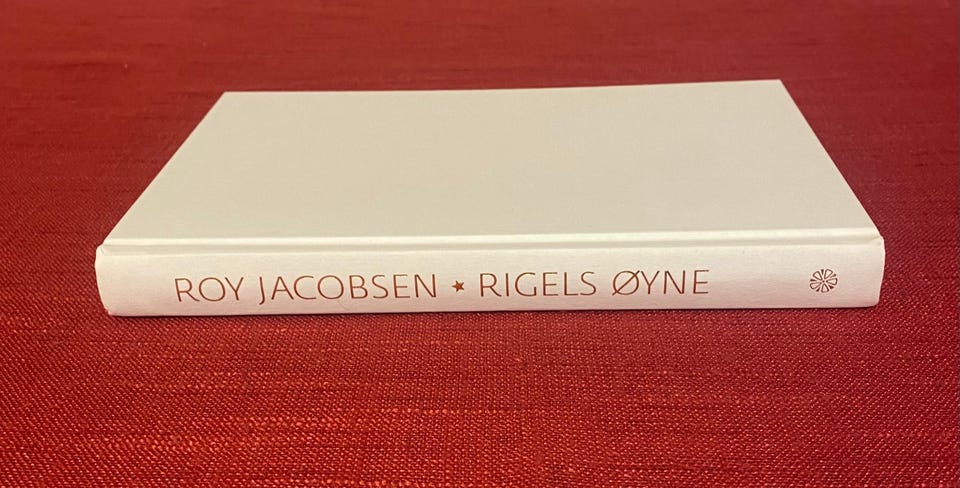 ROY JACOBSEN ★ RIGELS ØYNE